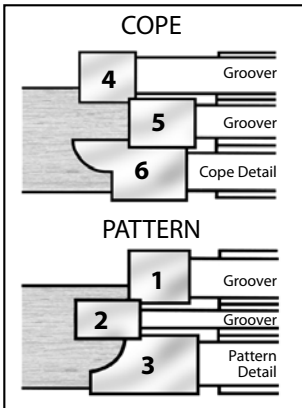 COPE
4 Groover
5 Groover
6 Cope Detail
PATTERN
1 Groover
2 Groover
3 Pattern
Detail